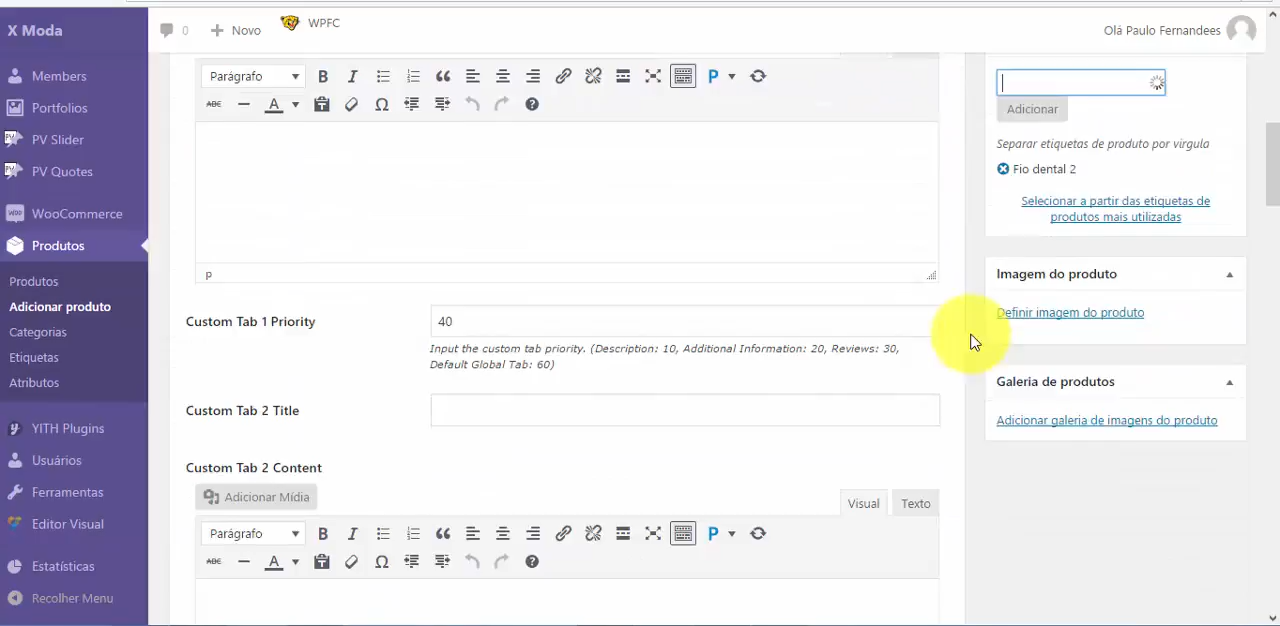 X Moda
0
Novo
WPFC
Olá Paulo Fernandees
Members
Portfolios
PV Slider
PV Quotes
WooCommerce
Produtos
Produtos
Adicionar produto
Categorias
Etiquetas
Atributos
YITH Plugins
Usuários
Ferramentas
Editor Visual
Estatísticas
Recolher Menu
Parágrafo
p
Custom Tab 1 Priority
40
Input the custom tab priority. (Description: 10, Additional Information: 20, Reviews: 30,
Default Global Tab: 60)
Custom Tab 2 Title
Custom Tab 2 Content
Adicionar Mídia
Visual
Texto
Parágrafo
Adicionar
Separar etiquetas de produto por virgula
Fio dental 2
Selecionar a partir das etiquetas de
produtos mais utilizadas
Imagem do produto
Definir imagem do produto
Galeria de produtos
Adicionar galeria de imagens do produto